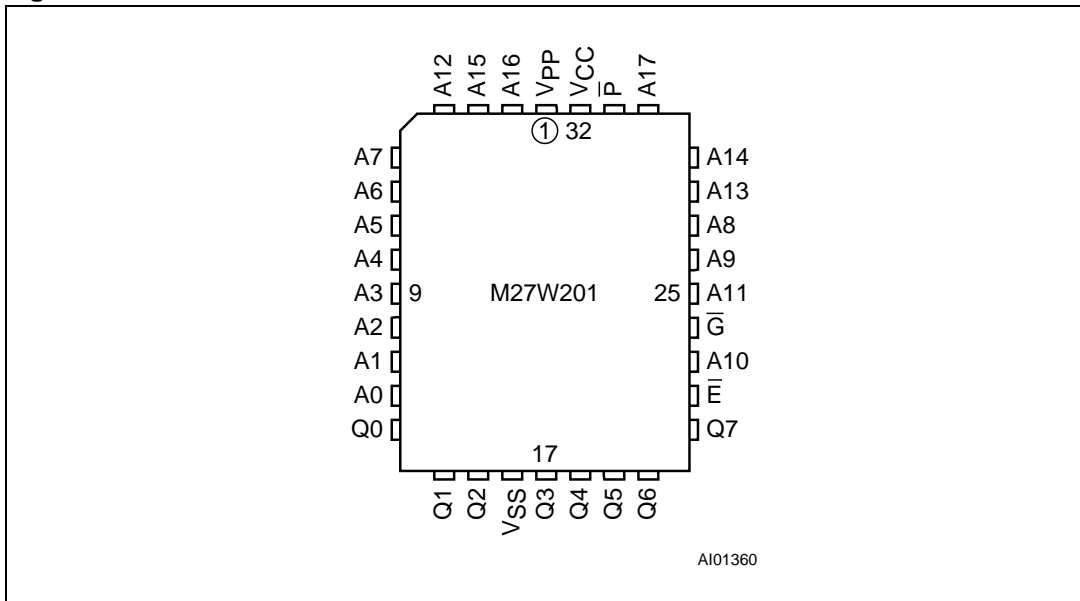 A12 A15 A16 VPP VCC P̅ A17
① 32
A7 A14
A6 A13
A5 A8
A4 A9
A3 9 M27W201 25 A11
A2 G̅
A1 A10
A0 E̅
Q0 Q7
17
Q1 Q2 VSS Q3 Q4 Q5 Q6
AI01360